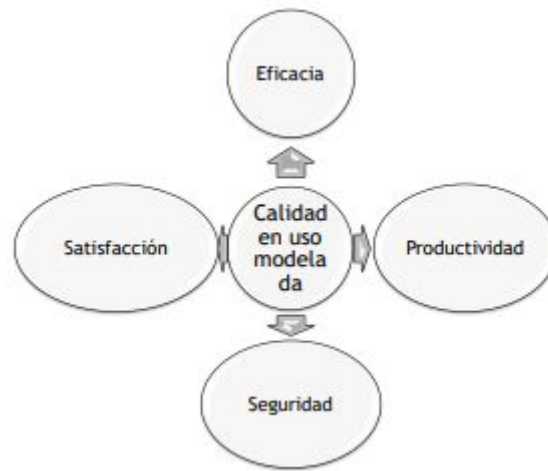 Eficacia
Satisfacción
Calidad
en uso
modela
da
Productividad
Seguridad